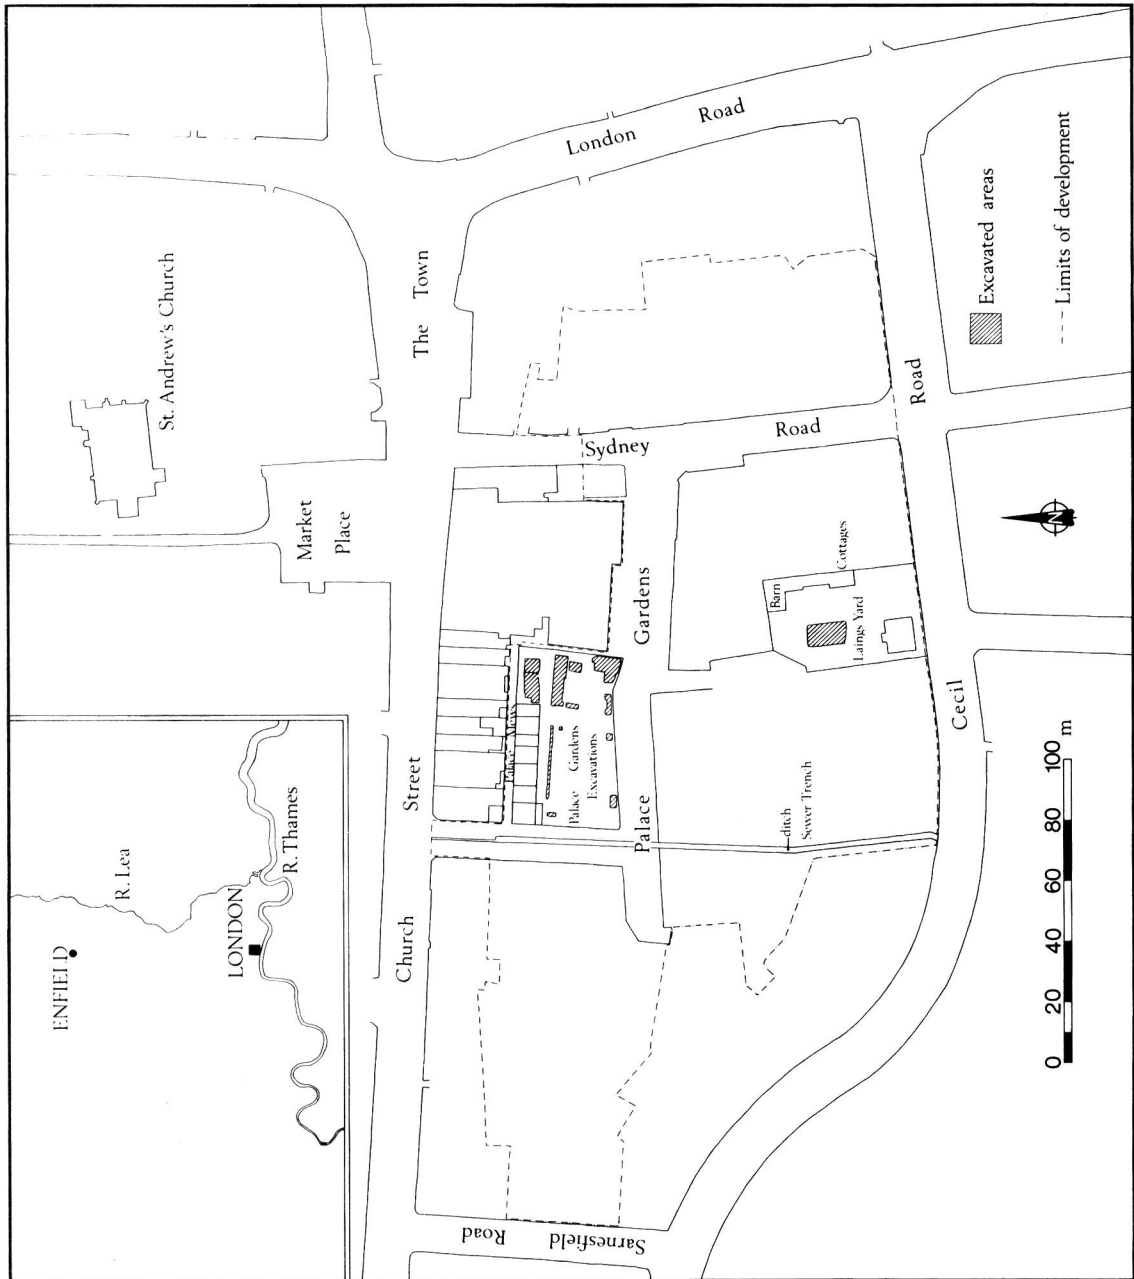 ENFIELD
R. Lea
LONDON
R. Thames
St. Andrew's Church
Market
Place
The Town
London Road
Church Street
Palace Mews
Palace Gardens
Excavations
Sydney Road
Palace Gardens
Barn
Cottages
Laings Yard
ditch
Sewer Trench
Cecil Road
Sarnesfield Road
N
0 20 40 60 80 100 m
Excavated areas
Limits of development